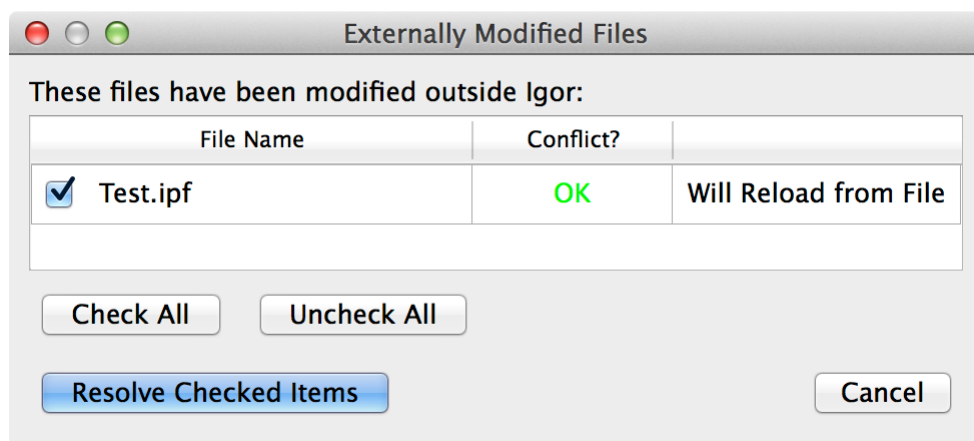 Externally Modified Files
These files have been modified outside Igor:
File Name Conflict?
Test.ipf OK Will Reload from File
Check All Uncheck All
Resolve Checked Items Cancel